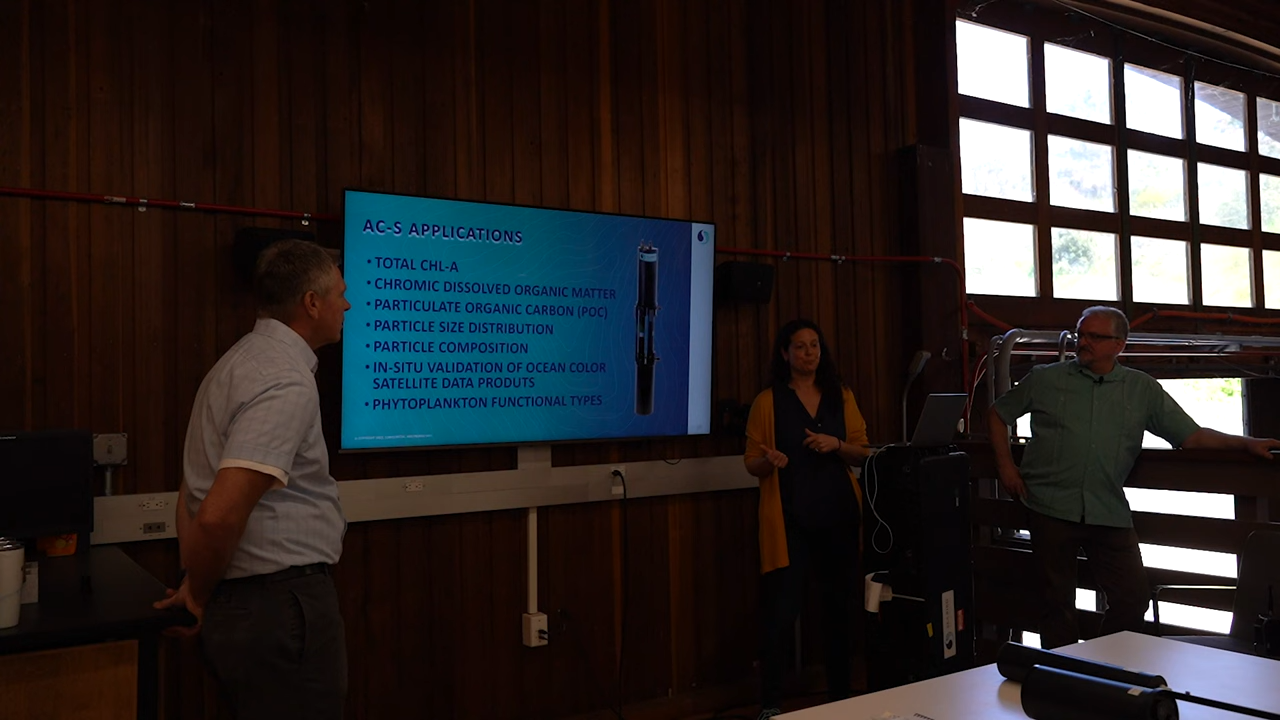 AC-S APPLICATIONS
• TOTAL CHL-A
• CHROMIC DISSOLVED ORGANIC MATTER
• PARTICULATE ORGANIC CARBON (POC)
• PARTICLE SIZE DISTRIBUTION
• PARTICLE COMPOSITION
• IN-SITU VALIDATION OF OCEAN COLOR
SATELLITE DATA PRODUTS
• PHYTOPLANKTON FUNCTIONAL TYPES